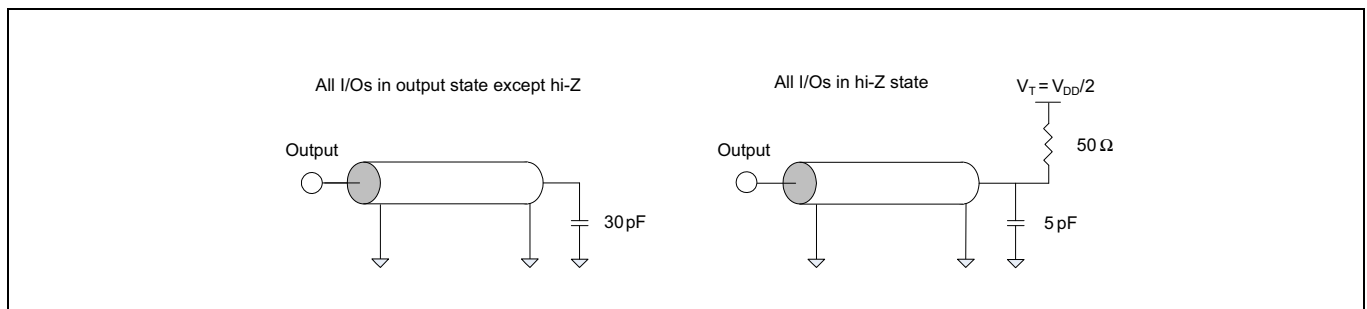 All I/Os in output state except hi-Z
Output
30 pF
All I/Os in hi-Z state
V_T = V_DD/2
50 Ω
Output
5 pF